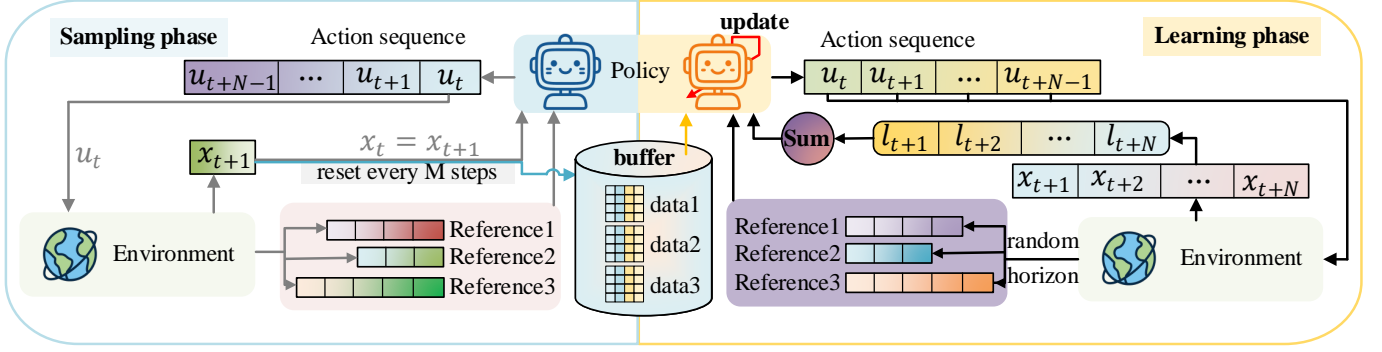 Sampling phase
Action sequence
u_{t+N−1} ... u_{t+1} u_t
u_t
x_{t+1}
x_t = x_{t+1}
reset every M steps
Environment
Reference1
Reference2
Reference3
Policy
update
buffer
data1
data2
data3
Learning phase
Action sequence
u_t u_{t+1} ... u_{t+N−1}
Sum
l_{t+1} l_{t+2} ... l_{t+N}
x_{t+1} x_{t+2} ... x_{t+N}
Reference1
Reference2
Reference3
random
horizon
Environment